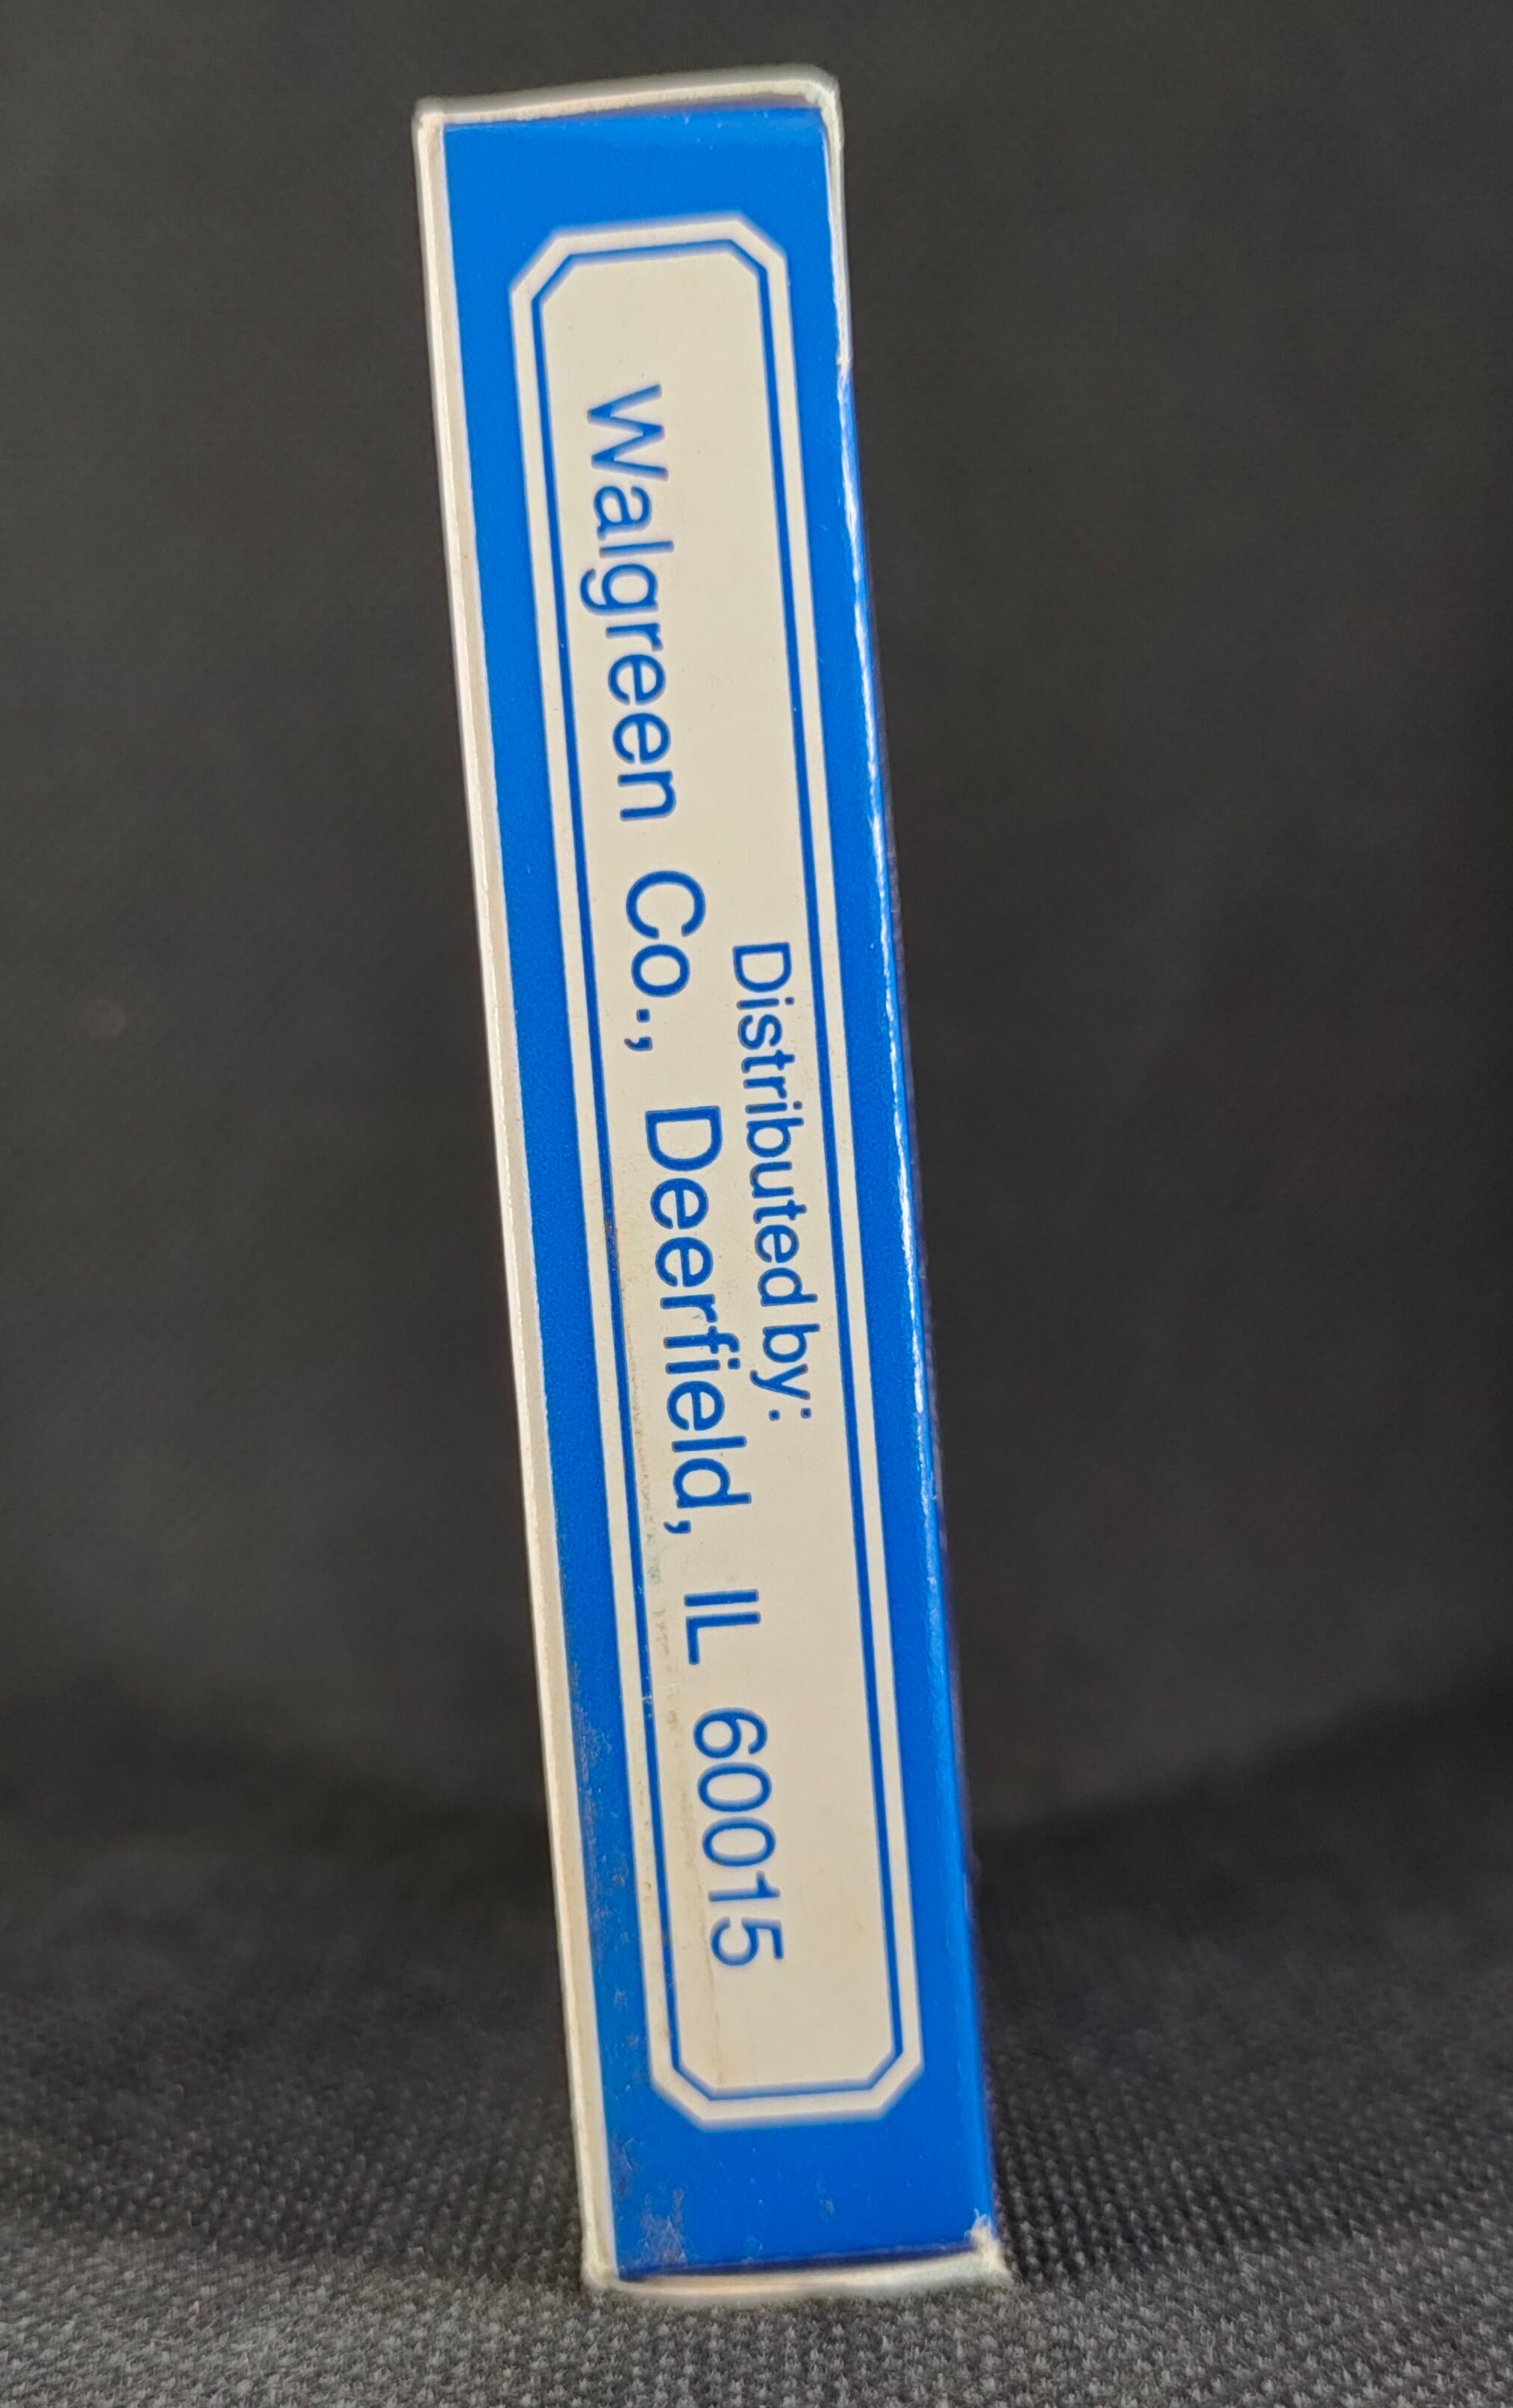 Distributed by:
Walgreen Co., Deerfield, IL 60015